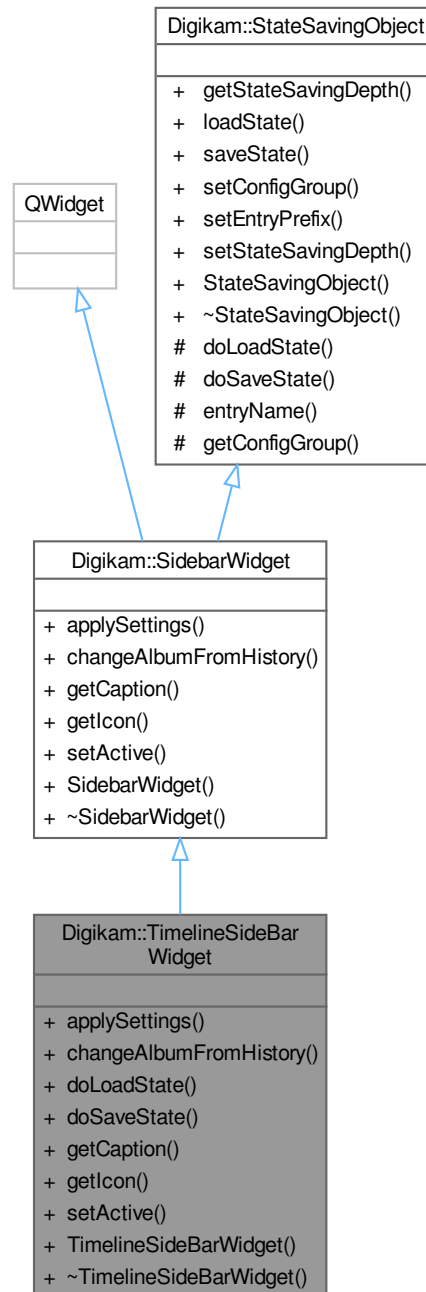 Digikam::StateSavingObject
+ getStateSavingDepth()
+ loadState()
+ saveState()
+ setConfigGroup()
+ setEntryPrefix()
+ setStateSavingDepth()
+ StateSavingObject()
+ ~StateSavingObject()
# doLoadState()
# doSaveState()
# entryName()
# getConfigGroup()
QWidget
Digikam::SidebarWidget
+ applySettings()
+ changeAlbumFromHistory()
+ getCaption()
+ getIcon()
+ setActive()
+ SidebarWidget()
+ ~SidebarWidget()
Digikam::TimelineSideBar
Widget
+ applySettings()
+ changeAlbumFromHistory()
+ doLoadState()
+ doSaveState()
+ getCaption()
+ getIcon()
+ setActive()
+ TimelineSideBarWidget()
+ ~TimelineSideBarWidget()